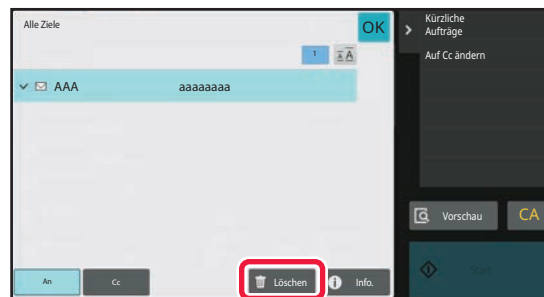 Alle Ziele
OK
1
AAA aaaaaaaa
An
Cc
Löschen
Info.
Kürzliche
Aufträge
Auf Cc ändern
Vorschau
CA
Start